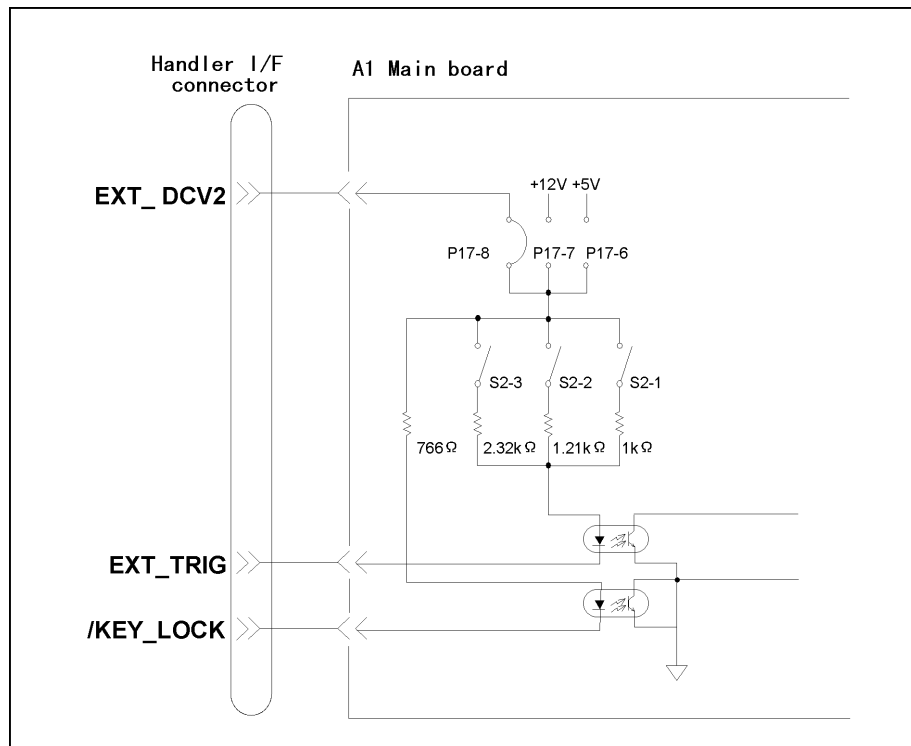 Handler I/F
connector
A1 Main board
EXT_ DCV2
+12V +5V
P17-8 P17-7 P17-6
S2-3 S2-2 S2-1
766Ω 2.32kΩ 1.21kΩ 1kΩ
EXT_TRIG
/KEY_LOCK